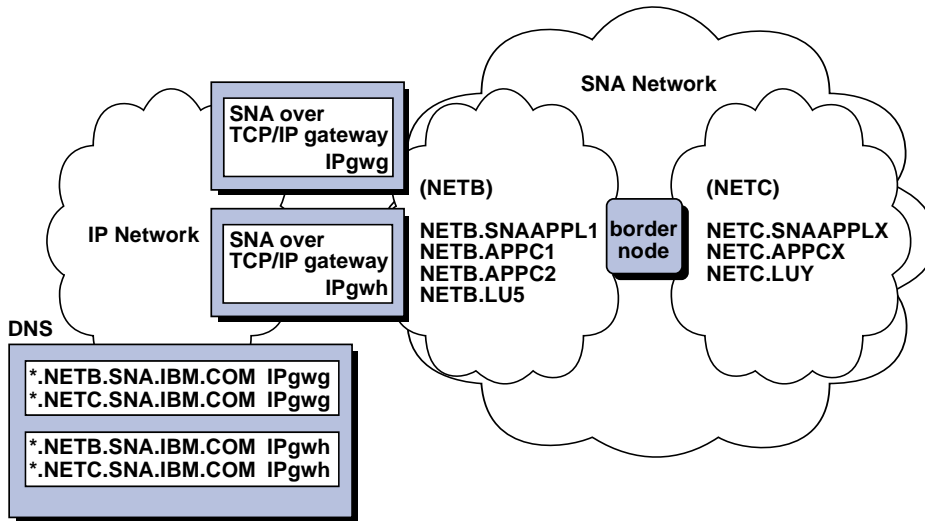 SNA Network
SNA over
TCP/IP gateway
IPgwg
IP Network
SNA over
TCP/IP gateway
IPgwh
(NETB)
NETB.SNAAPPL1
NETB.APPC1
NETB.APPC2
NETB.LU5
border
node
(NETC)
NETC.SNAAPPLX
NETC.APPCX
NETC.LUY
DNS
*.NETB.SNA.IBM.COM IPgwg
*.NETC.SNA.IBM.COM IPgwg
*.NETB.SNA.IBM.COM IPgwh
*.NETC.SNA.IBM.COM IPgwh